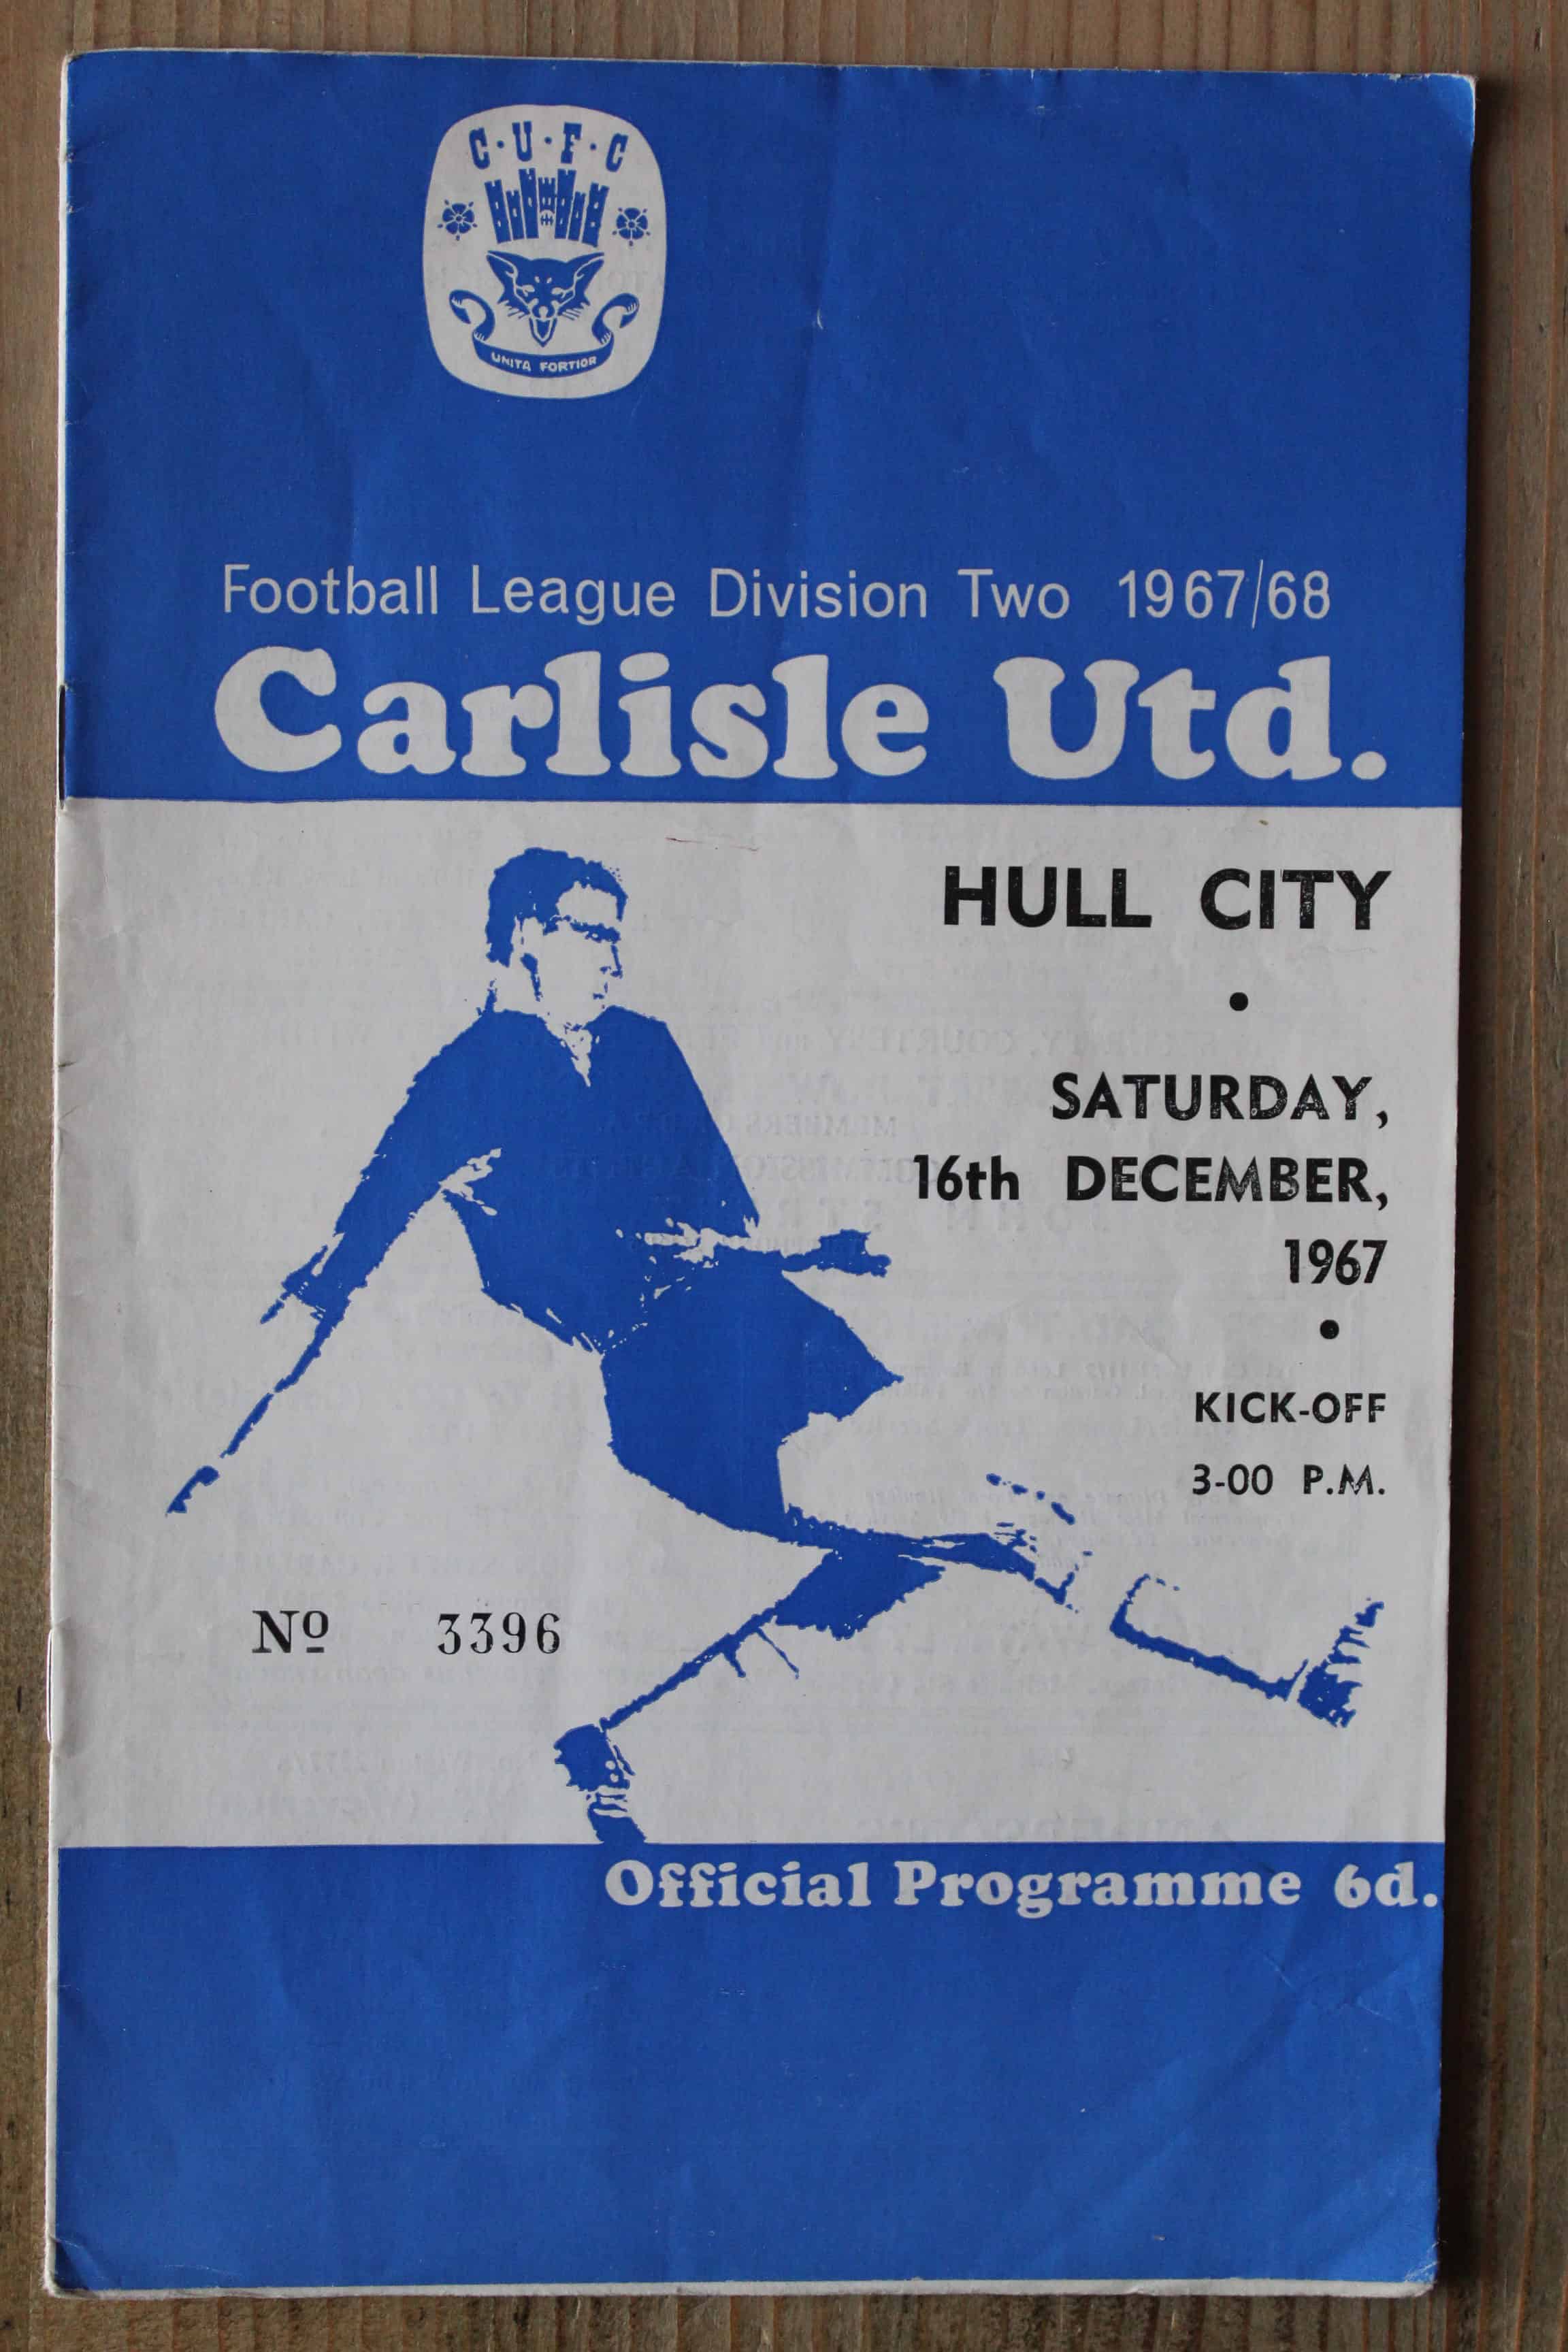 C·U·F·C
UNITA FORTIOR
Football League Division Two 1967/68
Carlisle Utd.
HULL CITY
•
SATURDAY,
16th DECEMBER,
1967
•
KICK-OFF
3-00 P.M.
Nº 3396
Official Programme 6d.